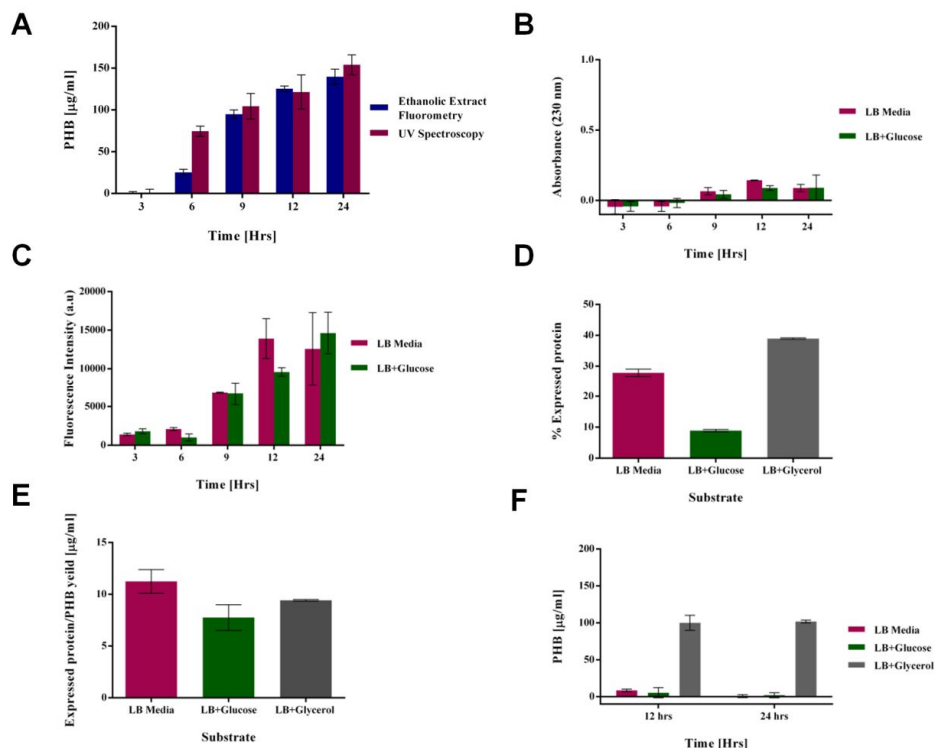 A
PHB [µg/ml]
200
150
100
50
0
3 6 9 12 24
Time [Hrs]
Ethanolic Extract
Fluorometry
UV Spectroscopy
B
Absorbance (230 nm)
1.0
0.5
0.0
3 6 9 12 24
Time [Hrs]
LB Media
LB+Glucose
C
Fluorescence Intensity (a.u)
20000
15000
10000
5000
0
3 6 9 12 24
Time [Hrs]
LB Media
LB+Glucose
D
% Expressed protein
50
40
30
20
10
0
LB Media LB+Glucose LB+Glycerol
Substrate
E
Expressed protein/PHB yeild [µg/ml]
15
10
5
0
LB Media LB+Glucose LB+Glycerol
Substrate
F
PHB [µg/ml]
200
150
100
50
0
12 hrs 24 hrs
Time [Hrs]
LB Media
LB+Glucose
LB+Glycerol